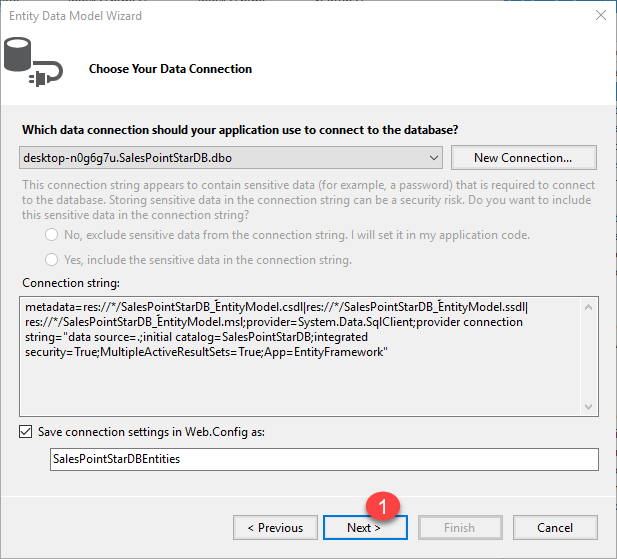 Entity Data Model Wizard
Choose Your Data Connection
Which data connection should your application use to connect to the database?
desktop-n0g6g7u.SalesPointStarDB.dbo
New Connection...
This connection string appears to contain sensitive data (for example, a password) that is required to connect
to the database. Storing sensitive data in the connection string can be a security risk. Do you want to include
this sensitive data in the connection string?
No, exclude sensitive data from the connection string. I will set it in my application code.
Yes, include the sensitive data in the connection string.
Connection string:
metadata=res://*/SalesPointStarDB_EntityModel.csdl|res://*/SalesPointStarDB_EntityModel.ssdl|
res://*/SalesPointStarDB_EntityModel.msl;provider=System.Data.SqlClient;provider connection
string="data source=.;initial catalog=SalesPointStarDB;integrated
security=True;MultipleActiveResultSets=True;App=EntityFramework"
Save connection settings in Web.Config as:
SalesPointStarDBEntities
1
< Previous
Next >
Finish
Cancel